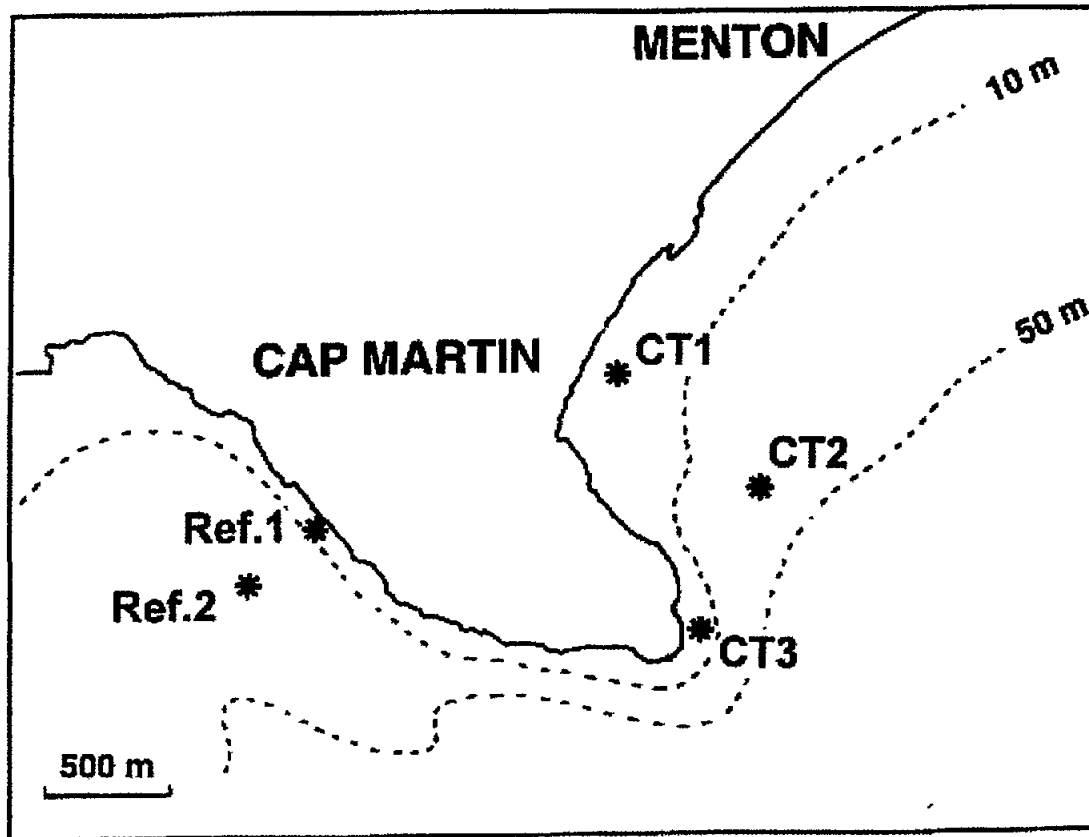 MENTON
10 m
50 m
CT1
CAP MARTIN
CT2
Ref.1
Ref.2
CT3
500 m